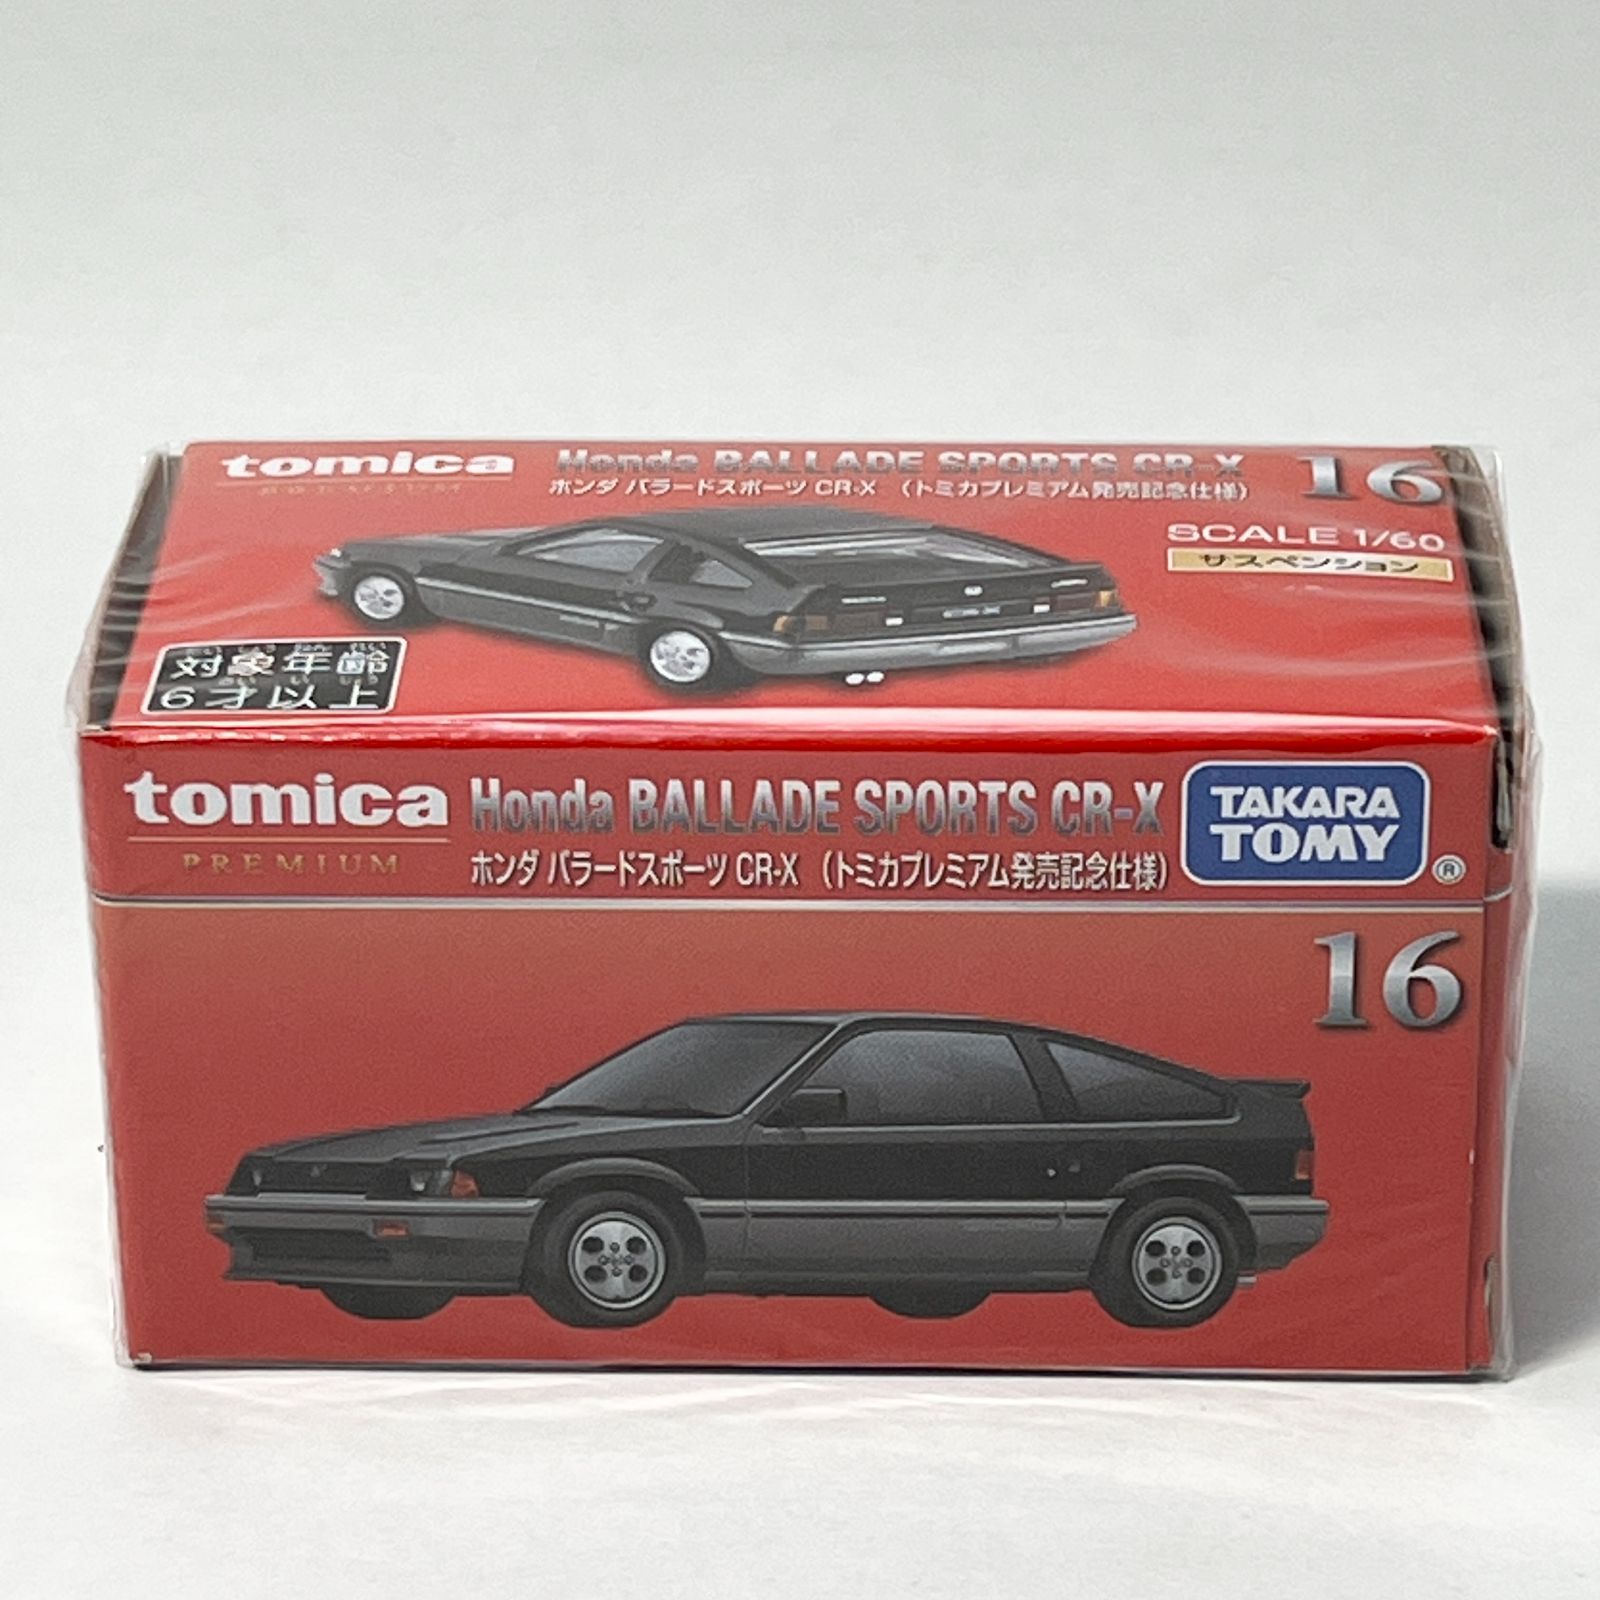 tomica
PREMIUM
Honda BALLADE SPORTS CR-X
ホンダ バラードスポーツ CR-X （トミカプレミアム発売記念仕様）
16
SCALE 1/60
サスペンション
対象年齢
6才以上
CR-X
tomica
PREMIUM
Honda BALLADE SPORTS CR-X
ホンダ バラードスポーツ CR-X （トミカプレミアム発売記念仕様）
TAKARA
TOMY
®
16